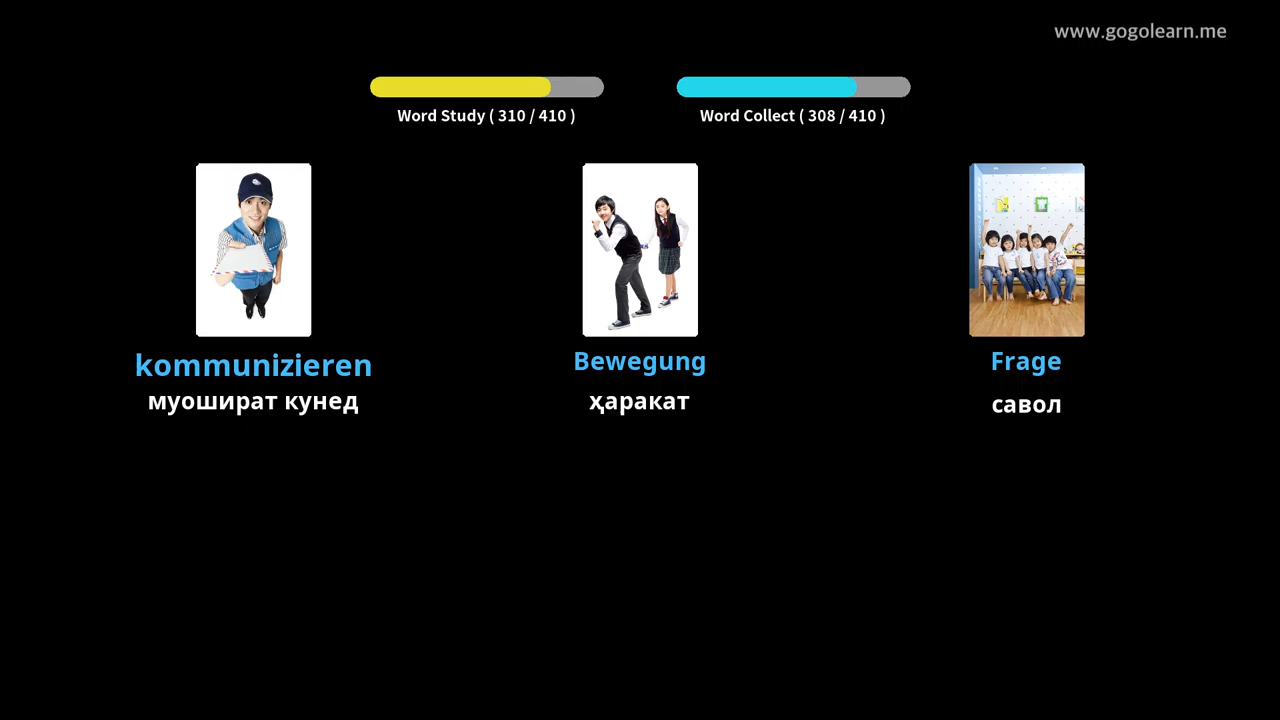 www.gogolearn.me
Word Study ( 310 / 410 )
Word Collect ( 308 / 410 )
kommunizieren
муошират кунед
Bewegung
ҳаракат
Frage
савол